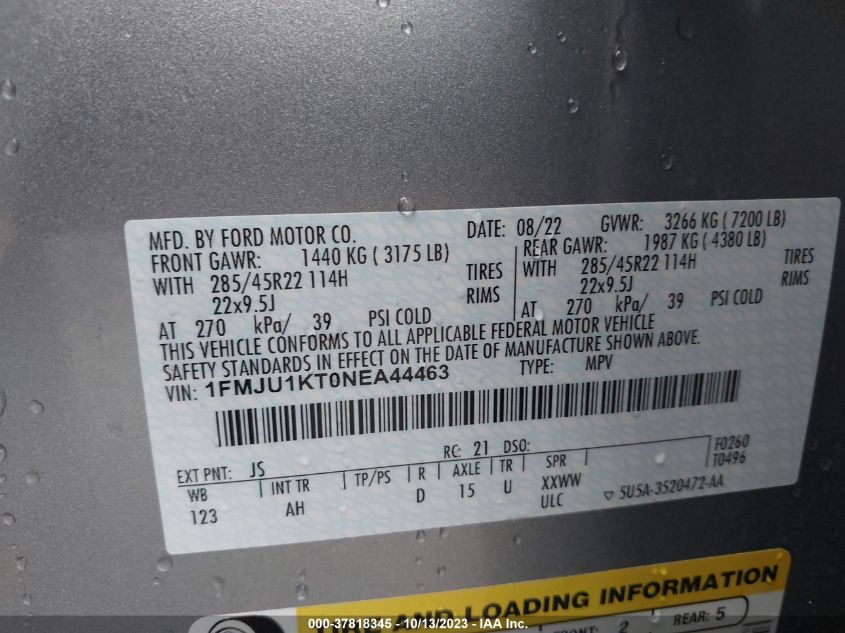 MFD. BY FORD MOTOR CO. DATE: 08/22 GVWR: 3266 KG ( 7200 LB)
FRONT GAWR: 1440 KG ( 3175 LB) REAR GAWR: 1987 KG ( 4380 LB)
WITH 285/45R22 114H TIRES WITH 285/45R22 114H TIRES
22x9.5J RIMS 22x9.5J RIMS
AT 270 kPa/ 39 PSI COLD AT 270 kPa/ 39 PSI COLD
THIS VEHICLE CONFORMS TO ALL APPLICABLE FEDERAL MOTOR VEHICLE
SAFETY STANDARDS IN EFFECT ON THE DATE OF MANUFACTURE SHOWN ABOVE.
VIN: 1FMJU1KT0NEA44463 TYPE: MPV
EXT PNT: JS RC: 21 DSO: F0260
T0496
WB INT TR TP/PS R AXLE TR SPR
123 AH D 15 U XXWW
ULC 5U5A-3520472-AA
TIRE AND LOADING INFORMATION
FRONT: 2 REAR: 5
000-37818345 - 10/13/2023 - IAA Inc.